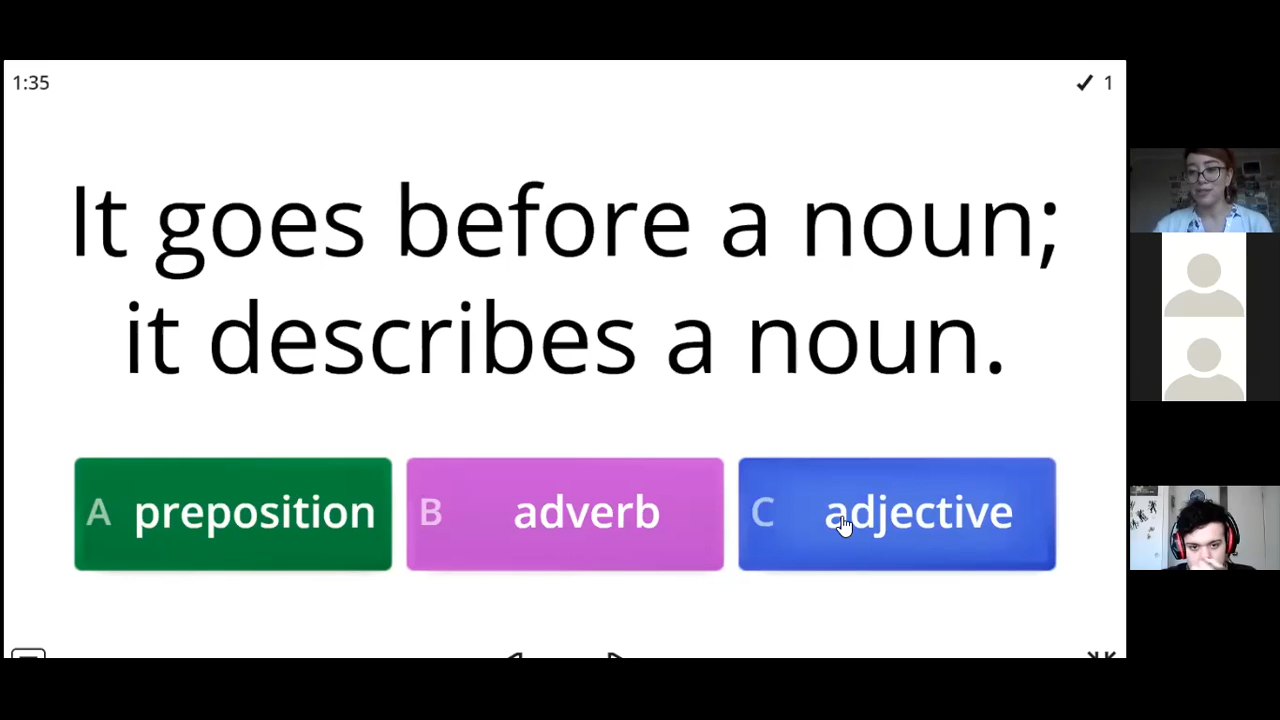 1:35
✓ 1
It goes before a noun;
it describes a noun.
A preposition
B adverb
C adjective